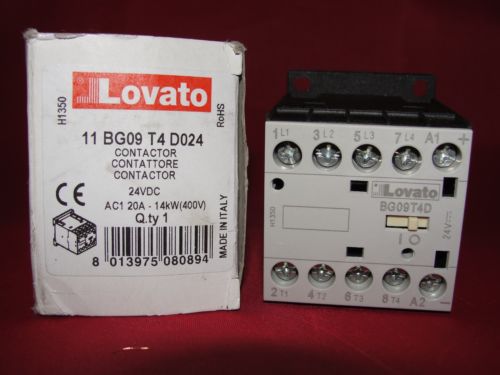 H1350
Lovato
RoHS
11 BG09 T4 D024
CONTACTOR
CONTATTORE
CONTACTOR
24VDC
AC1 20A - 14kW(400V)
Q.ty 1
MADE IN ITALY
CE
8 013975 080894
1 L1 3 L2 5 L3 7 L4 A1 +
Lovato
BG09T4D
H1350
I O
24V
2 T1 4 T2 6 T3 8 T4 A2 –